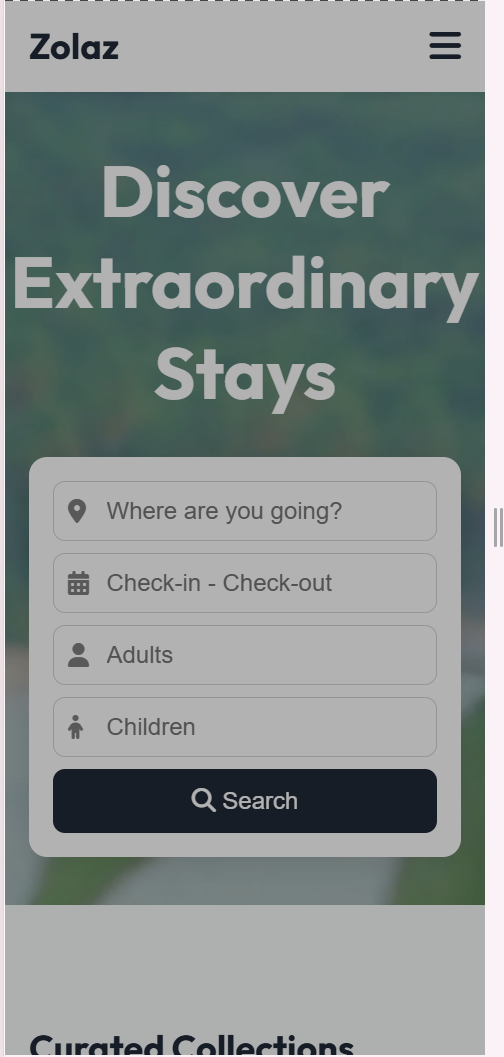 Zolaz
Discover
Extraordinary
Stays
Where are you going?
Check-in - Check-out
Adults
Children
Search
Curated Collections